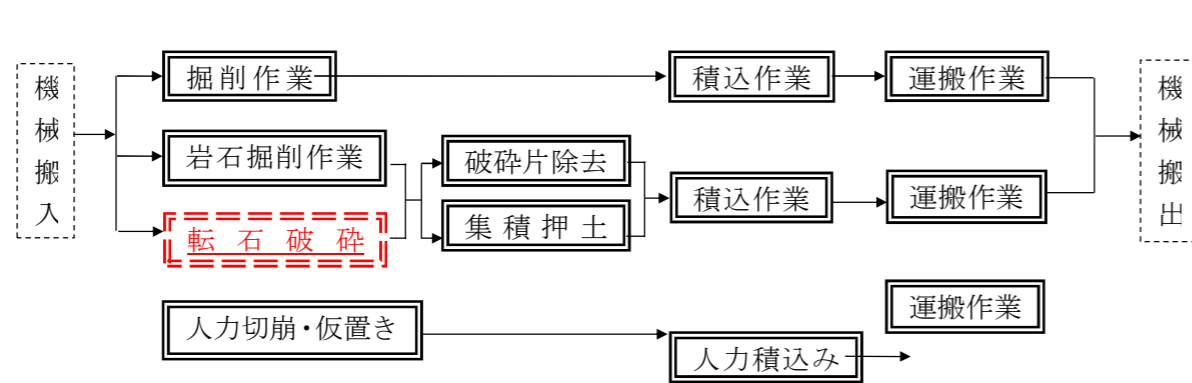 機械搬入
掘削作業
積込作業
運搬作業
岩石掘削作業
破砕片除去
転石破砕
集積押土
積込作業
運搬作業
機械搬出
人力切崩・仮置き
人力積込み
運搬作業